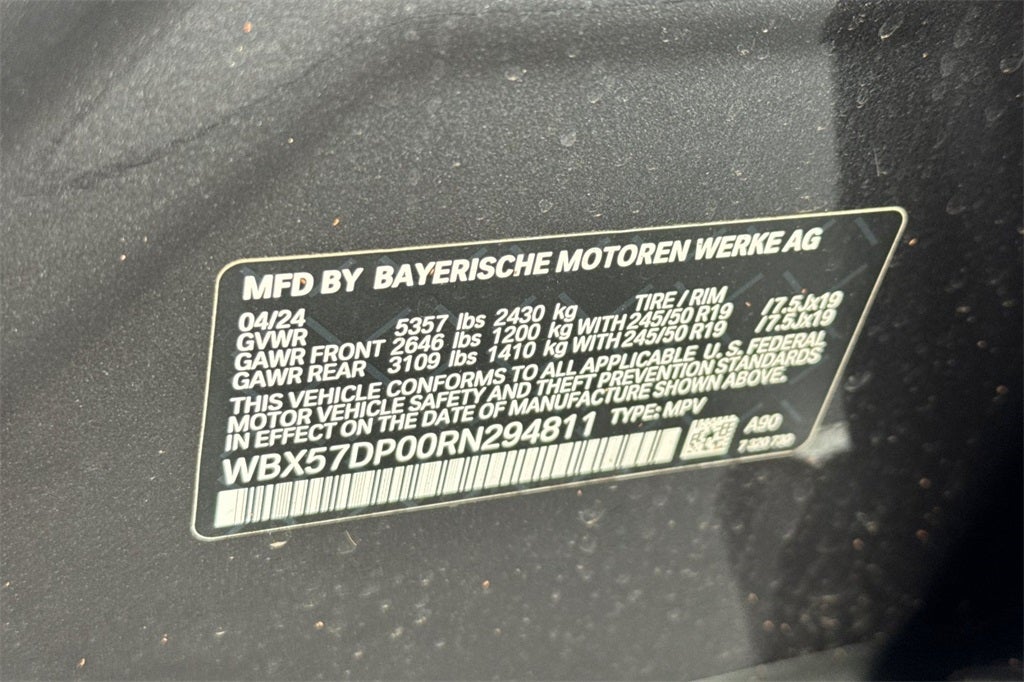 MFD BY BAYERISCHE MOTOREN WERKE AG
04/24 TIRE / RIM
GVWR 5357 lbs 2430 kg
GAWR FRONT 2646 lbs 1200 kg WITH 245/50 R19 /7.5Jx19
GAWR REAR 3109 lbs 1410 kg WITH 245/50 R19 /7.5Jx19
THIS VEHICLE CONFORMS TO ALL APPLICABLE U. S. FEDERAL
MOTOR VEHICLE SAFETY AND THEFT PREVENTION STANDARDS
IN EFFECT ON THE DATE OF MANUFACTURE SHOWN ABOVE.
WBX57DP00RN294811 TYPE: MPV
A90
7 320 730